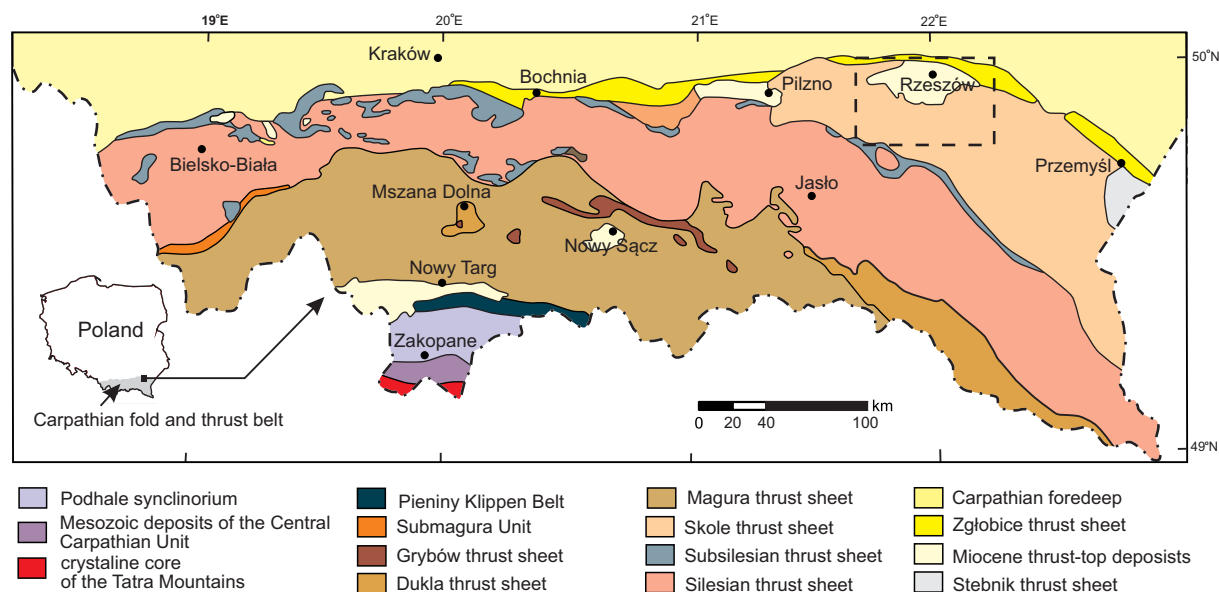 19°E
20°E
21°E
22°E
50°N
Kraków
Bochnia
Pilzno
Rzeszów
Bielsko-Biała
Przemyśl
Mszana Dolna
Jasło
Nowy Sącz
Nowy Targ
Poland
Zakopane
Carpathian fold and thrust belt
km
0 20 40 100
49°N
19°E
20°E
21°E
22°E
Podhale synclinorium
Mesozoic deposits of the Central
Carpathian Unit
crystaline core
of the Tatra Mountains
Pieniny Klippen Belt
Submagura Unit
Grybów thrust sheet
Dukla thrust sheet
Magura thrust sheet
Skole thrust sheet
Subsilesian thrust sheet
Silesian thrust sheet
Carpathian foredeep
Zgłobice thrust sheet
Miocene thrust-top deposists
Stebnik thrust sheet